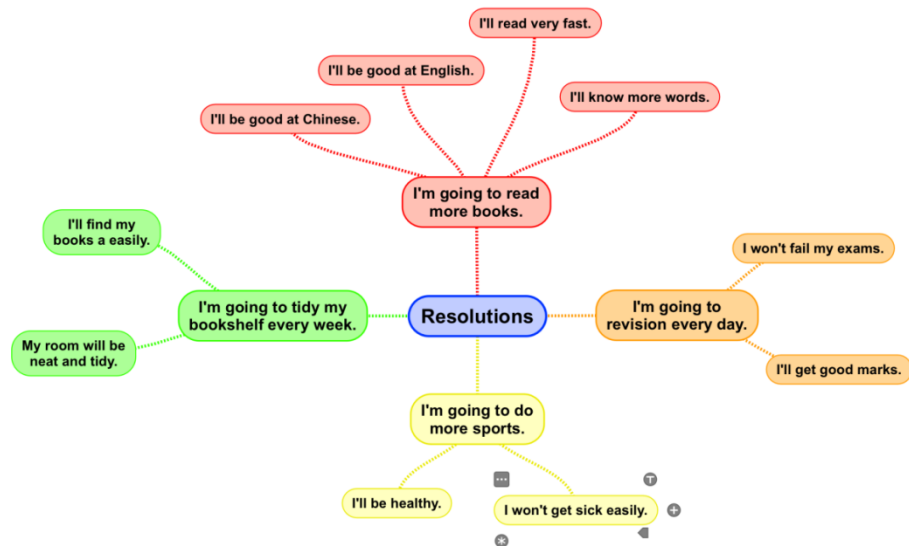 I'll read very fast.
I'll be good at English.
I'll know more words.
I'll be good at Chinese.
I'm going to read
more books.
I'll find my
books a easily.
I'm going to tidy my
bookshelf every week.
My room will be
neat and tidy.
Resolutions
I won't fail my exams.
I'm going to
revision every day.
I'll get good marks.
I'm going to do
more sports.
I'll be healthy.
I won't get sick easily.
T